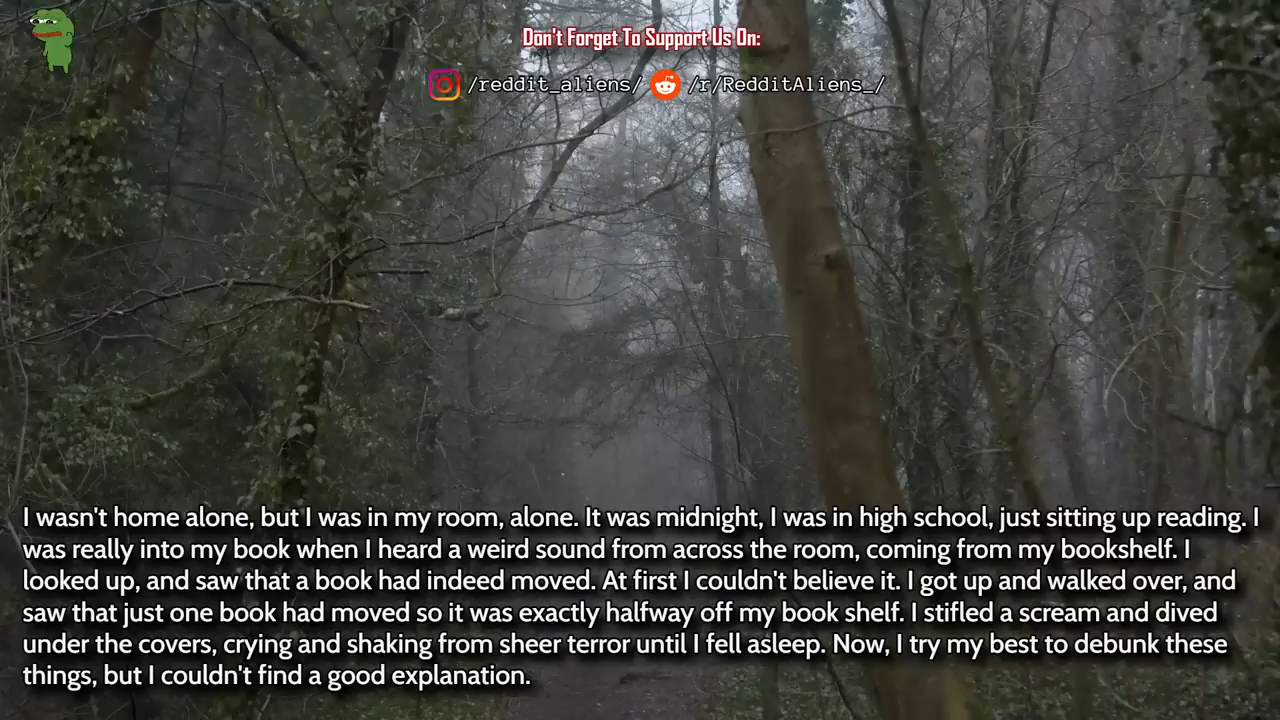 Don't Forget To Support Us On:
/reddit_aliens/ /r/RedditAliens_/
I wasn't home alone, but I was in my room, alone. It was midnight, I was in high school, just sitting up reading. I
was really into my book when I heard a weird sound from across the room, coming from my bookshelf. I
looked up, and saw that a book had indeed moved. At first I couldn't believe it. I got up and walked over, and
saw that just one book had moved so it was exactly halfway off my book shelf. I stifled a scream and dived
under the covers, crying and shaking from sheer terror until I fell asleep. Now, I try my best to debunk these
things, but I couldn't find a good explanation.